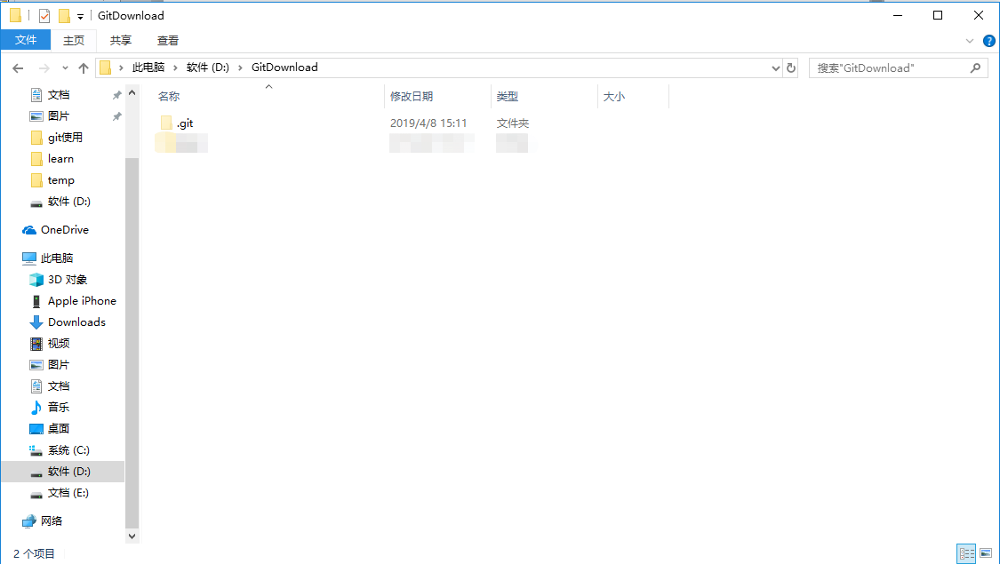 GitDownload
文件 主页 共享 查看
此电脑 软件 (D:) GitDownload 搜索"GitDownload"
名称 修改日期 类型 大小
.git 2019/4/8 15:11 文件夹
文档
图片
git使用
learn
temp
软件 (D:)
OneDrive
此电脑
3D 对象
Apple iPhone
Downloads
视频
图片
文档
音乐
桌面
系统 (C:)
软件 (D:)
文档 (E:)
网络
2 个项目